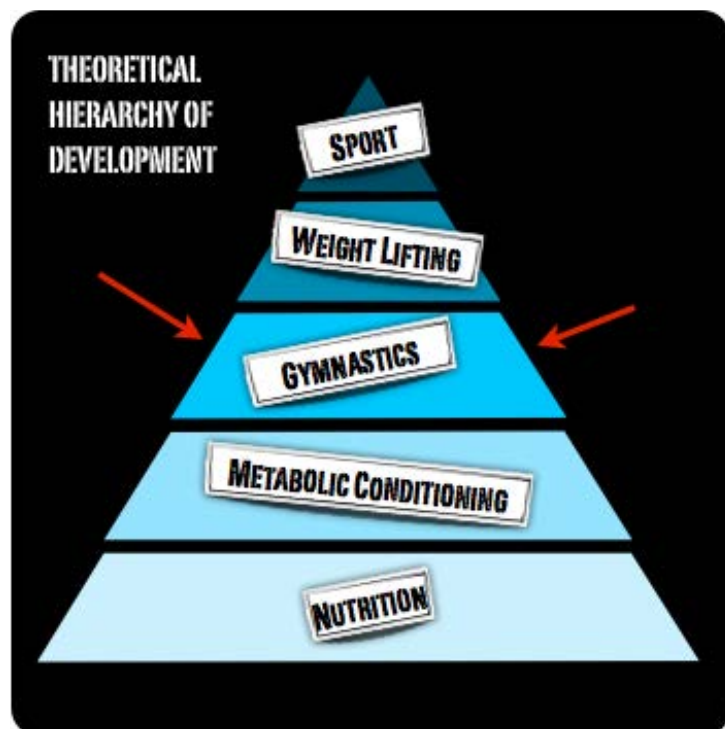 THEORETICAL
HIERARCHY OF
DEVELOPMENT
SPORT
WEIGHT LIFTING
GYMNASTICS
METABOLIC CONDITIONING
NUTRITION